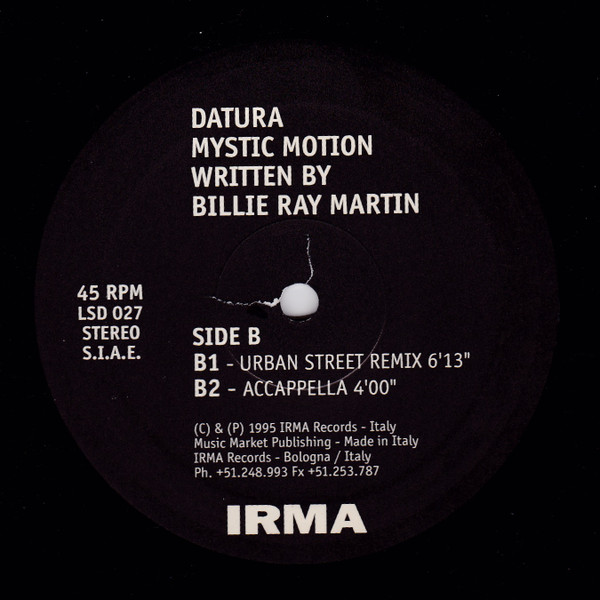 DATURA
MYSTIC MOTION
WRITTEN BY
BILLIE RAY MARTIN
45 RPM
LSD 027
STEREO
S.I.A.E.
SIDE B
B1 - URBAN STREET REMIX 6'13"
B2 - ACCAPPELLA 4'00"
(C) & (P) 1995 IRMA Records - Italy
Music Market Publishing - Made in Italy
IRMA Records - Bologna / Italy
Ph. +51.248.993 Fx +51.253.787
IRMA